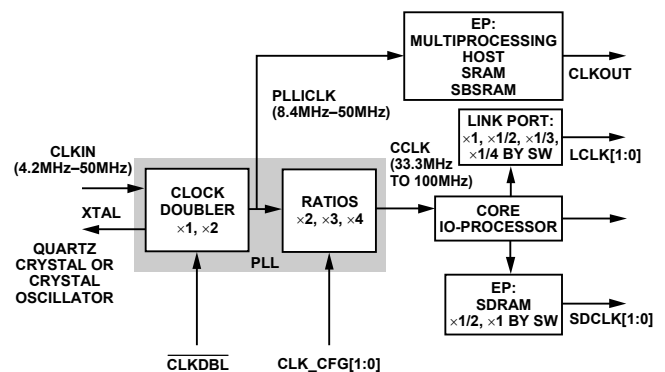 EP:
MULTIPROCESSING
HOST
SRAM
SBSRAM
CLKOUT
PLLICLK
(8.4MHz–50MHz)
LINK PORT:
×1, ×1/2, ×1/3,
×1/4 BY SW
LCLK[1:0]
CLKIN
(4.2MHz–50MHz)
CCLK
(33.3MHz
TO 100MHz)
CLOCK
DOUBLER
×1, ×2
RATIOS
×2, ×3, ×4
XTAL
CORE
IO-PROCESSOR
QUARTZ
CRYSTAL OR
CRYSTAL
OSCILLATOR
PLL
EP:
SDRAM
×1/2, ×1 BY SW
SDCLK[1:0]
CLKDBL
CLK_CFG[1:0]